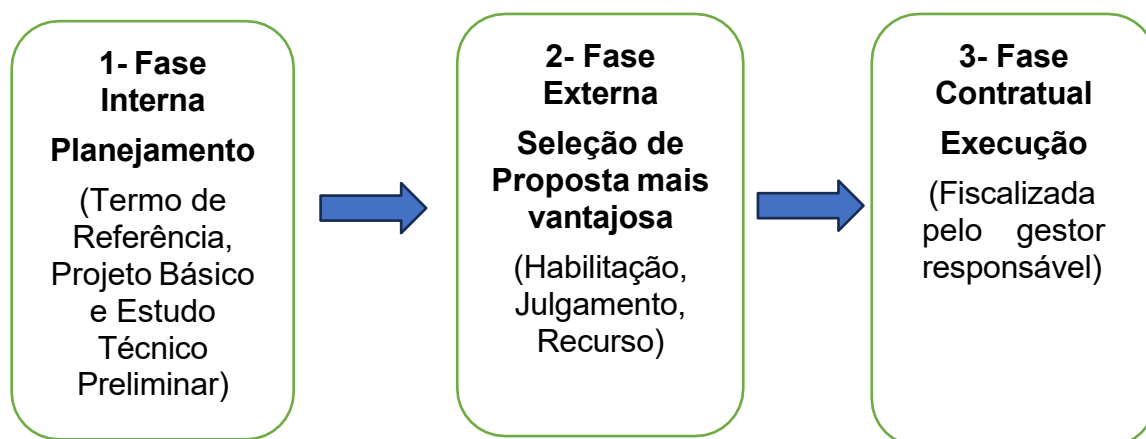 1- Fase
Interna
Planejamento
(Termo de
Referência,
Projeto Básico
e Estudo
Técnico
Preliminar)
2- Fase
Externa
Seleção de
Proposta mais
vantajosa
(Habilitação,
Julgamento,
Recurso)
3- Fase
Contratual
Execução
(Fiscalizada
pelo gestor
responsável)